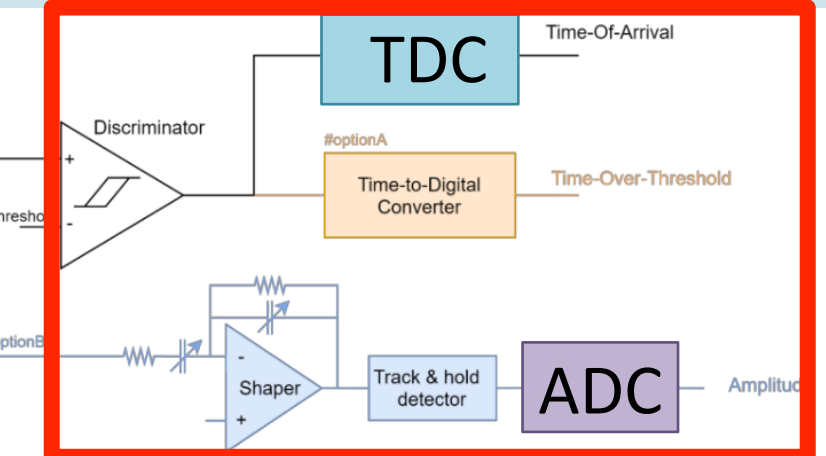 TDC
Time-Of-Arrival
Discriminator
+
-
#optionA
Time-to-Digital
Converter
Time-Over-Threshold
-
Shaper
+
Track & hold
detector
ADC